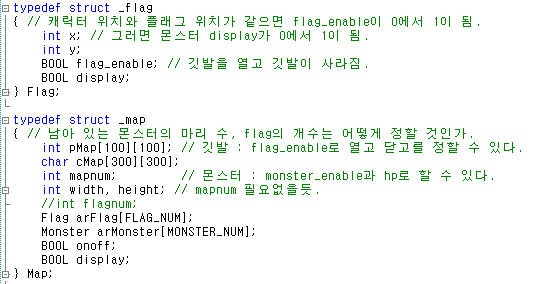 typedef struct _flag
{ // 캐릭터 위치와 플래그 위치가 같으면 flag_enable이 0에서 1이 됨.
int x; // 그러면 몬스터 display가 0에서 1이 됨.
int y;
BOOL flag_enable; // 깃발을 열고 깃발이 사라짐.
BOOL display;
} Flag;
typedef struct _map
{ // 남아 있는 몬스터의 마리 수, flag의 개수는 어떻게 정할 것인가.
int pMap[100][100]; // 깃발 : flag_enable로 열고 닫고를 정할 수 있다.
char cMap[300][300];
int mapnum; // 몬스터 : monster_enable과 hp로 할 수 있다.
int width, height; // mapnum 필요없을듯.
//int flagnum;
Flag arFlag[FLAG_NUM];
Monster arMonster[MONSTER_NUM];
BOOL onoff;
BOOL display;
} Map;